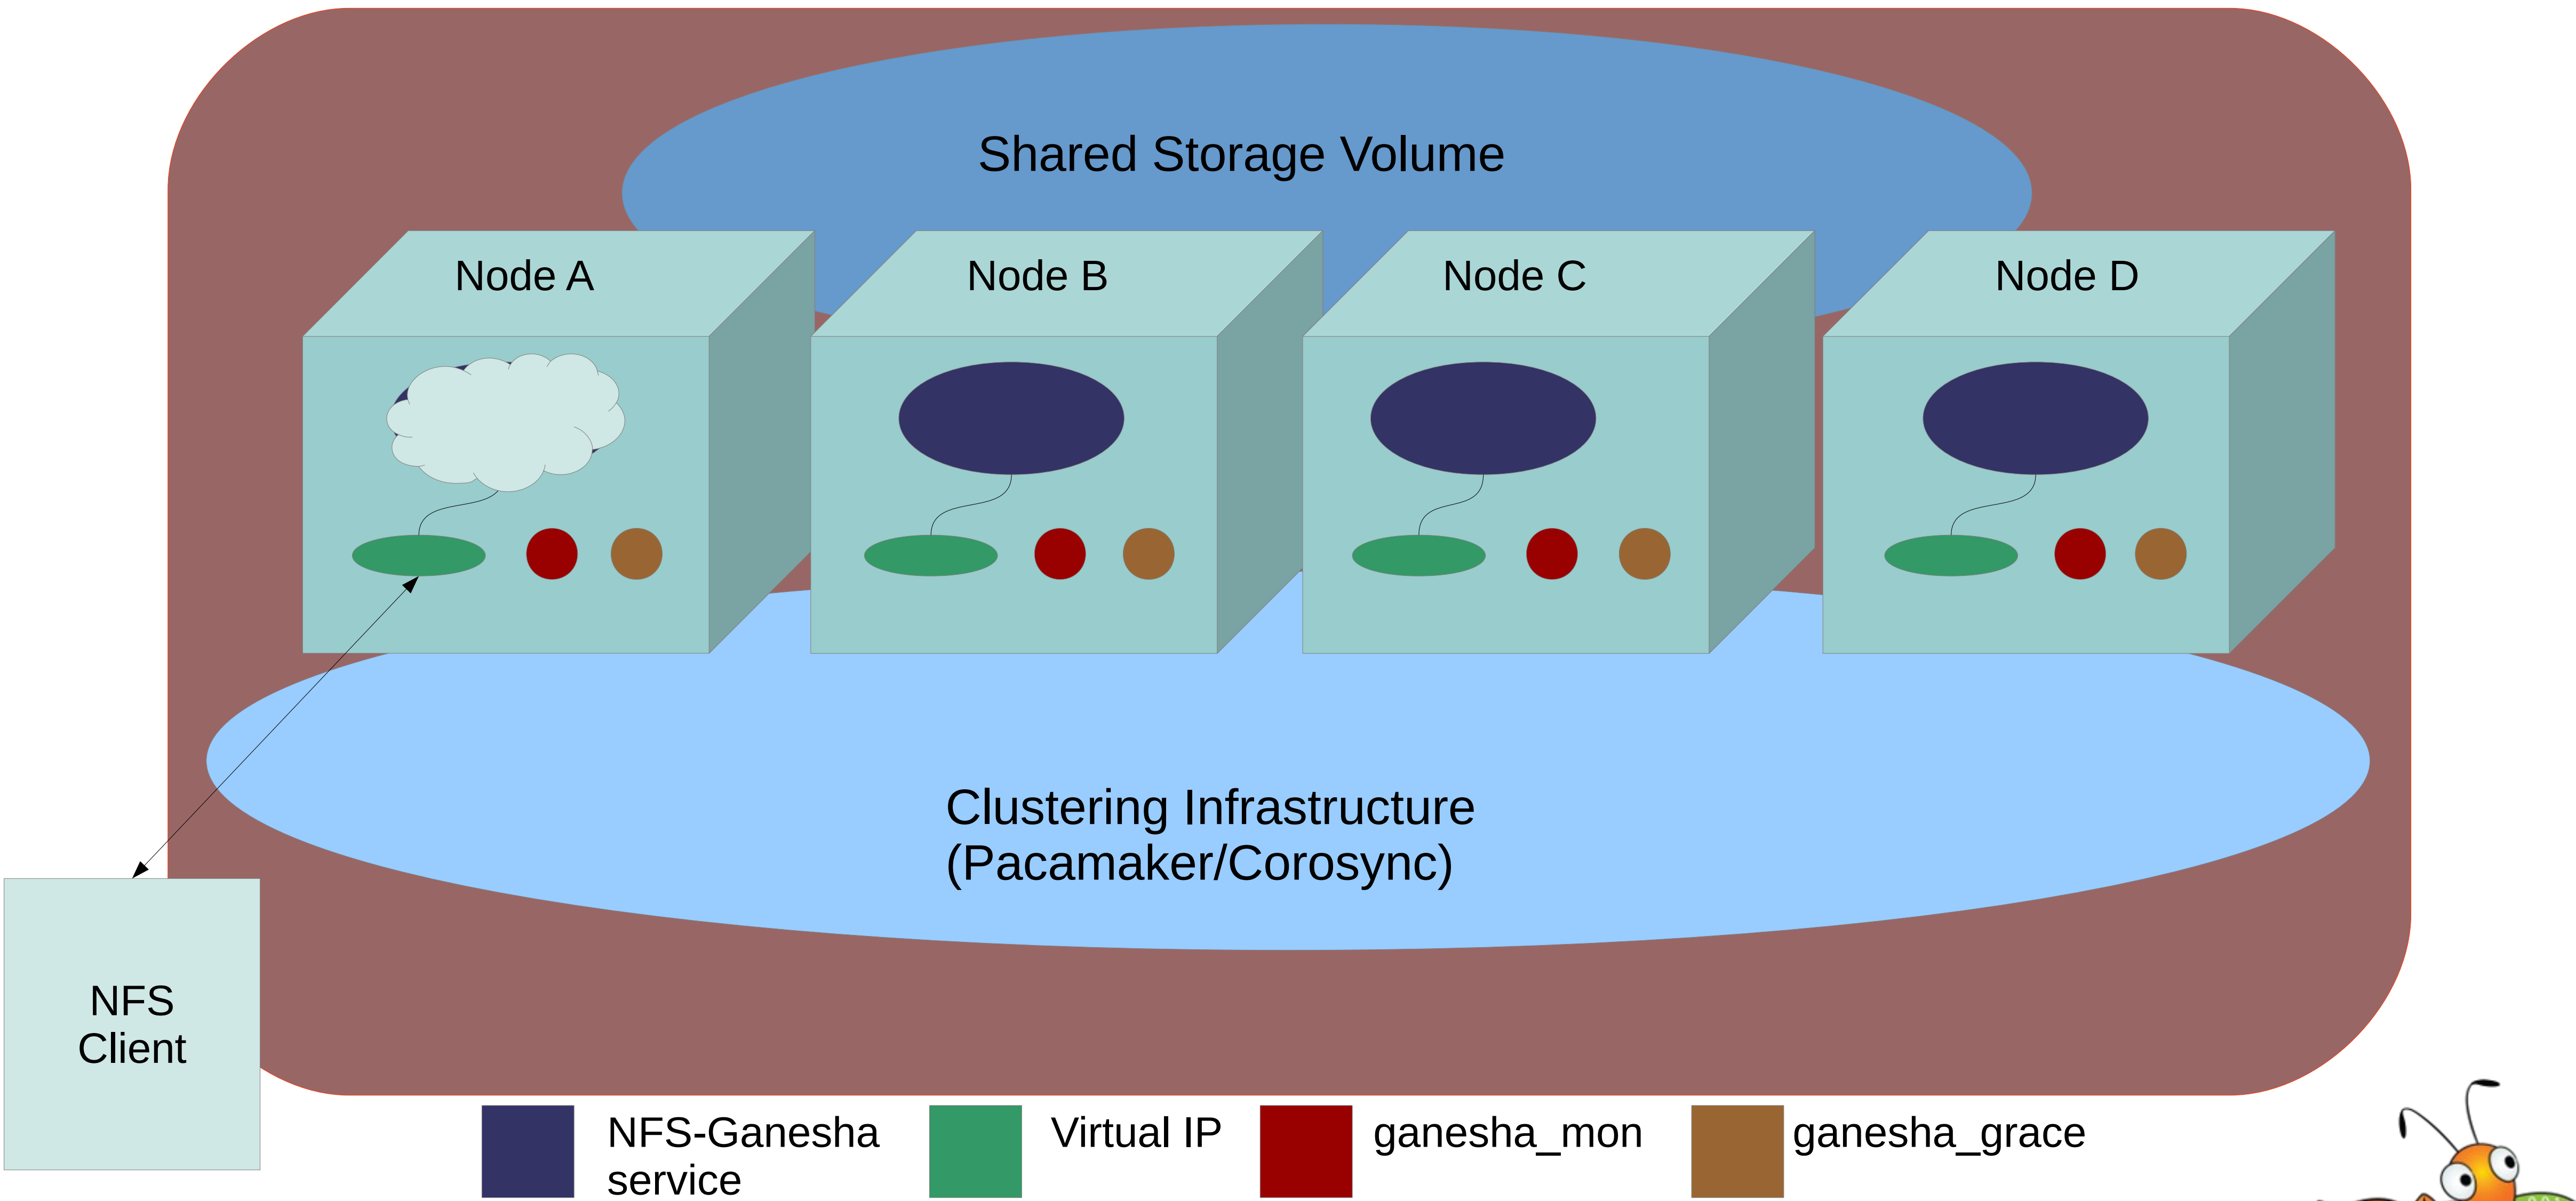 Shared Storage Volume
Node A
Node B
Node C
Node D
Clustering Infrastructure
(Pacamaker/Corosync)
NFS
Client
NFS-Ganesha
service
Virtual IP
ganesha_mon
ganesha_grace